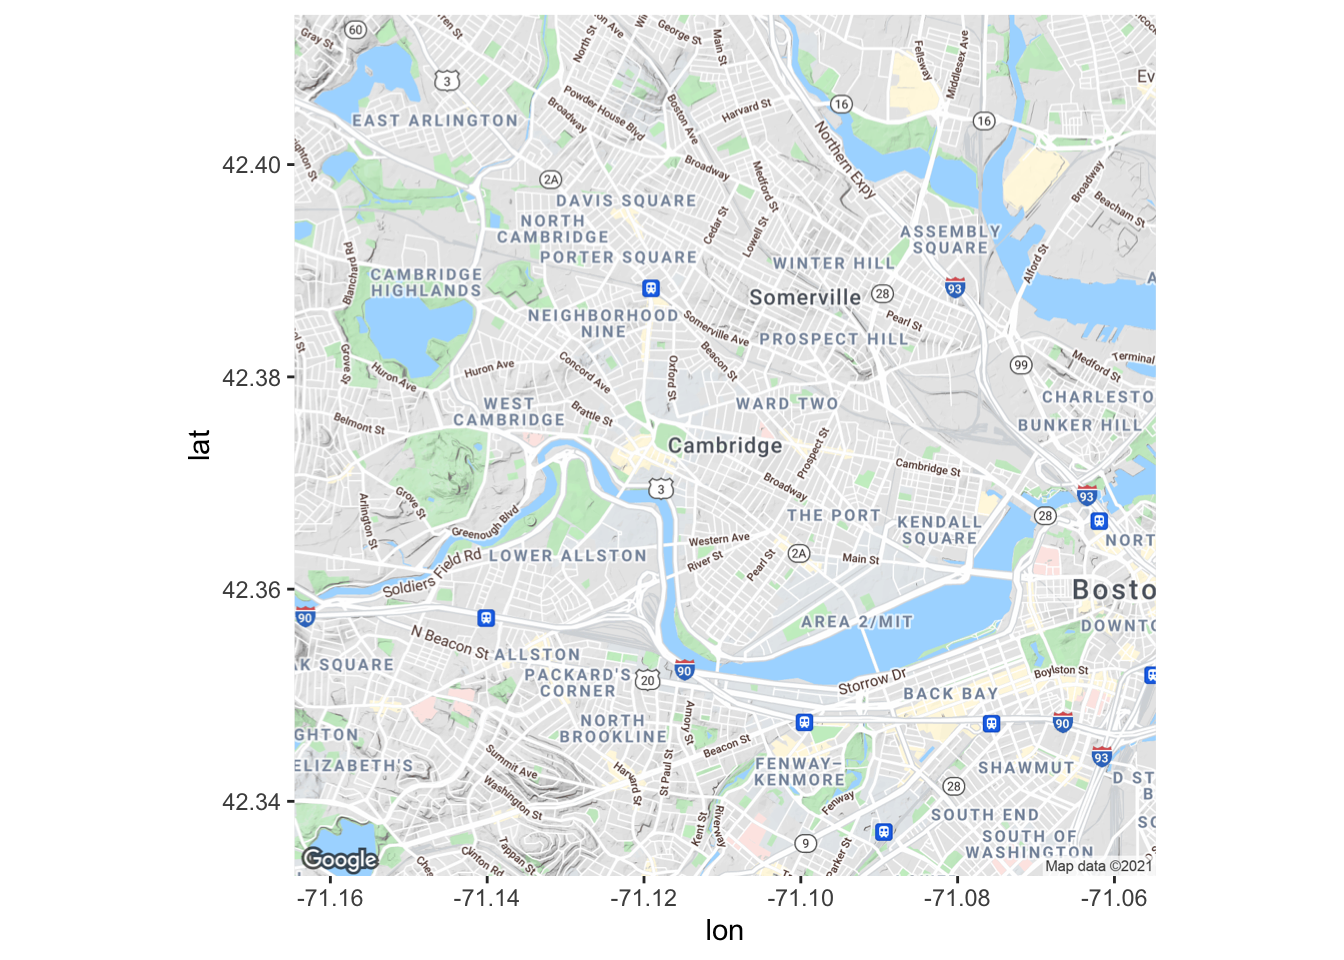 60
Gray St
North St
George St
Main St
Fellsway
Middlesex Ave
Ev
3
Powder House Blvd
Broadway
Boston Ave
Harvard St
16
16
EAST ARLINGTON
Northern Expy
42.40
2A
Broadway
Medford St
Broadway
Beacham St
DAVIS SQUARE
NORTH
CAMBRIDGE
Cedar St
Lowell St
ASSEMBLY
SQUARE
PORTER SQUARE
WINTER HILL
Alford St
Blanchard Rd
CAMBRIDGE
HIGHLANDS
Somerville
28
93
NEIGHBORHOOD
NINE
Somerville Ave
Pearl St
PROSPECT HILL
Grove St
Huron Ave
Huron Ave
Concord Ave
Oxford St
Beacon St
99
Medford St
Terminal
42.38
WEST
CAMBRIDGE
Brattle St
WARD TWO
CHARLESTO
Belmont St
BUNKER HILL
lat
Cambridge
Prospect St
Cambridge St
Arlington St
Grove St
Greenough Blvd
3
Broadway
93
THE PORT
KENDALL
SQUARE
28
NORT
Western Ave
LOWER ALLSTON
River St
Pearl St
2A
Main St
Soldiers Field Rd
42.36
Bosto
90
AREA 2/MIT
DOWNTO
N Beacon St
ALLSTON
AK SQUARE
PACKARD'S
CORNER
20
90
Storrow Dr
Boylston St
BACK BAY
NORTH
BROOKLINE
Amory St
90
GHTON
Beacon St
93
ELIZABETH'S
Summit Ave
Harvard St
St Paul St
FENWAY–
KENMORE
SHAWMUT
D ST
B
Washington St
28
42.34
Fenway
SOUTH END
SO
Kent St
Riverway
9
SOUTH OF
WASHINGTON
Tappan St
Clinton Rd
Parker St
Google
Map data ©2021
-71.16
-71.14
-71.12
-71.10
-71.08
-71.06
lon